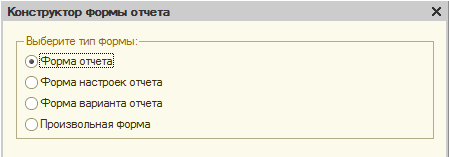 Конструктор формы отчета
Выберите тип формы:
Форма отчета
Форма настроек отчета
Форма варианта отчета
Произвольная форма